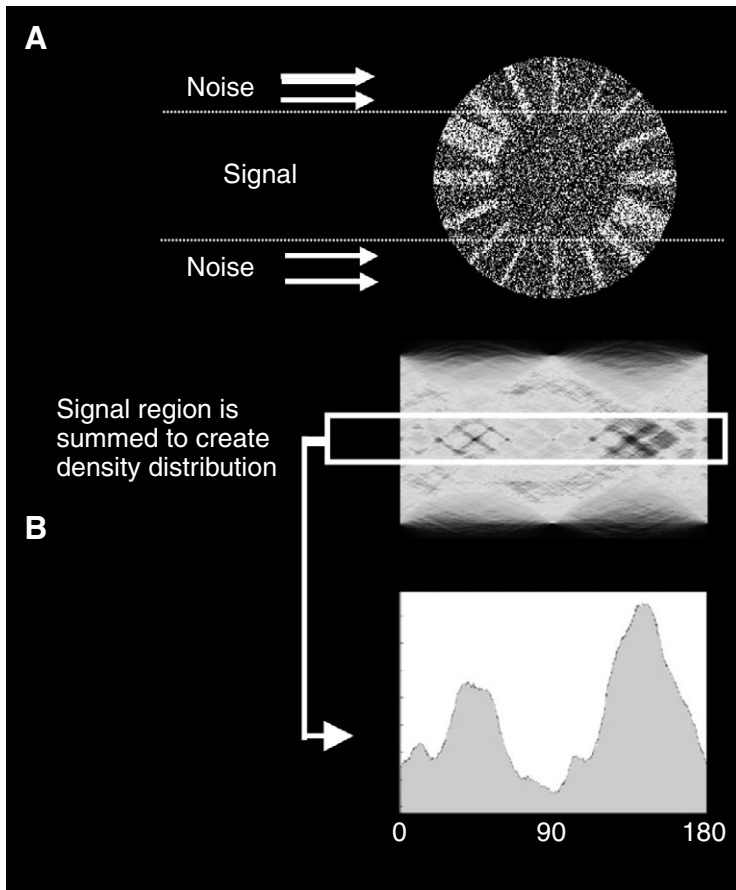 A
Noise
Signal
Noise
Signal region is
summed to create
density distribution
B
0 90 180